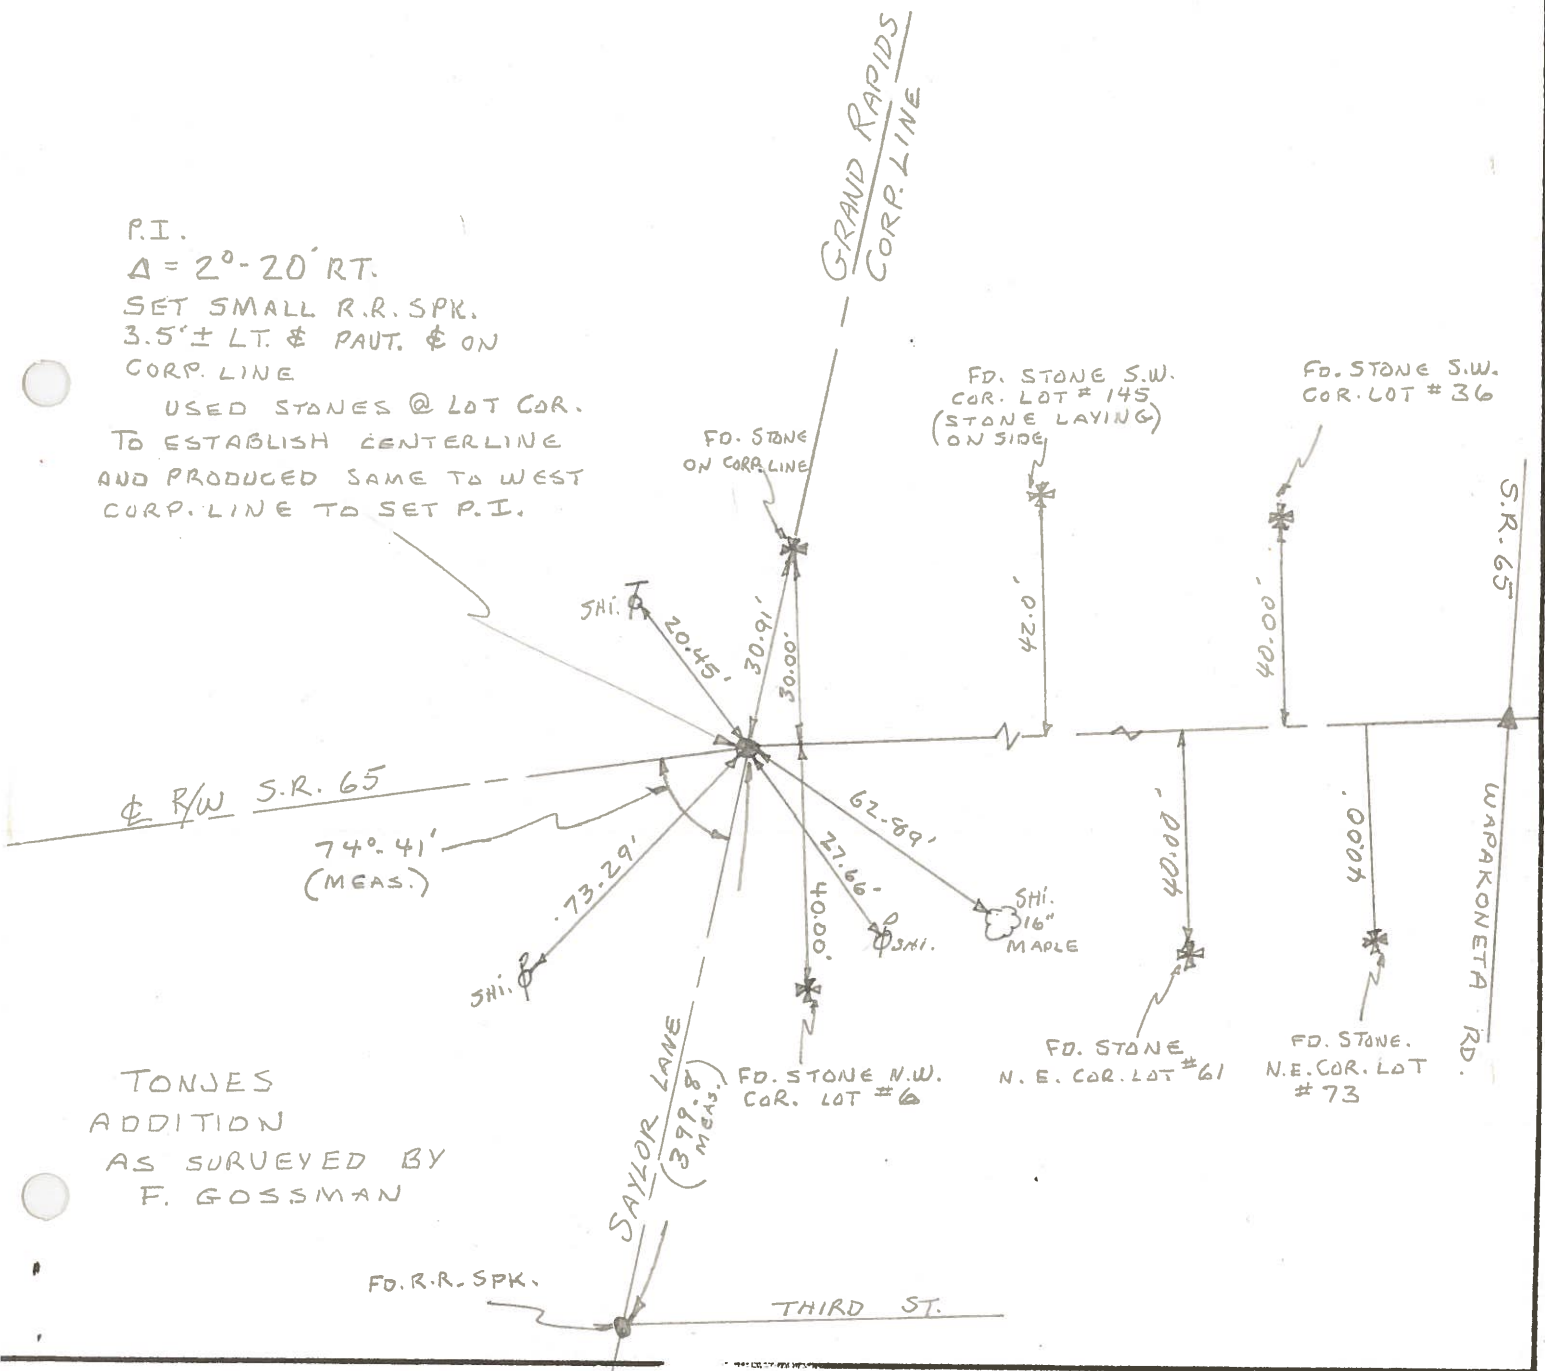 GRAND RAPIDS
CORP. LINE
P.I.
Δ = 2°-20' RT.
SET SMALL R.R. SPK.
3.5'± LT. ℄ PAVT. ℄ ON
CORP. LINE
USED STONES @ LOT COR.
TO ESTABLISH CENTERLINE
AND PRODUCED SAME TO WEST
CORP. LINE TO SET P.I.
FD. STONE
ON CORP. LINE
FD. STONE S.W.
COR. LOT # 145
(STONE LAYING)
ON SIDE
FD. STONE S.W.
COR. LOT # 36
S.R. 65
SHI.
20.45'
30.91'
30.00'
42.0'
40.00'
℄ R/W S.R. 65
74°-41'
(MEAS.)
73.29'
SHI.
40.00'
27.66'
SHI.
62.89'
SHI.
16"
MAPLE
40.00'
40.00'
WAPAKONETA RD.
FD. STONE N.W.
COR. LOT # 6
FD. STONE
N.E. COR. LOT #61
FD. STONE.
N.E. COR. LOT
# 73
TONJES
ADDITION
AS SURVEYED BY
F. GOSSMAN
SAYLOR LANE
(399.8
MEAS.)
FD. R.R. SPK.
THIRD ST.